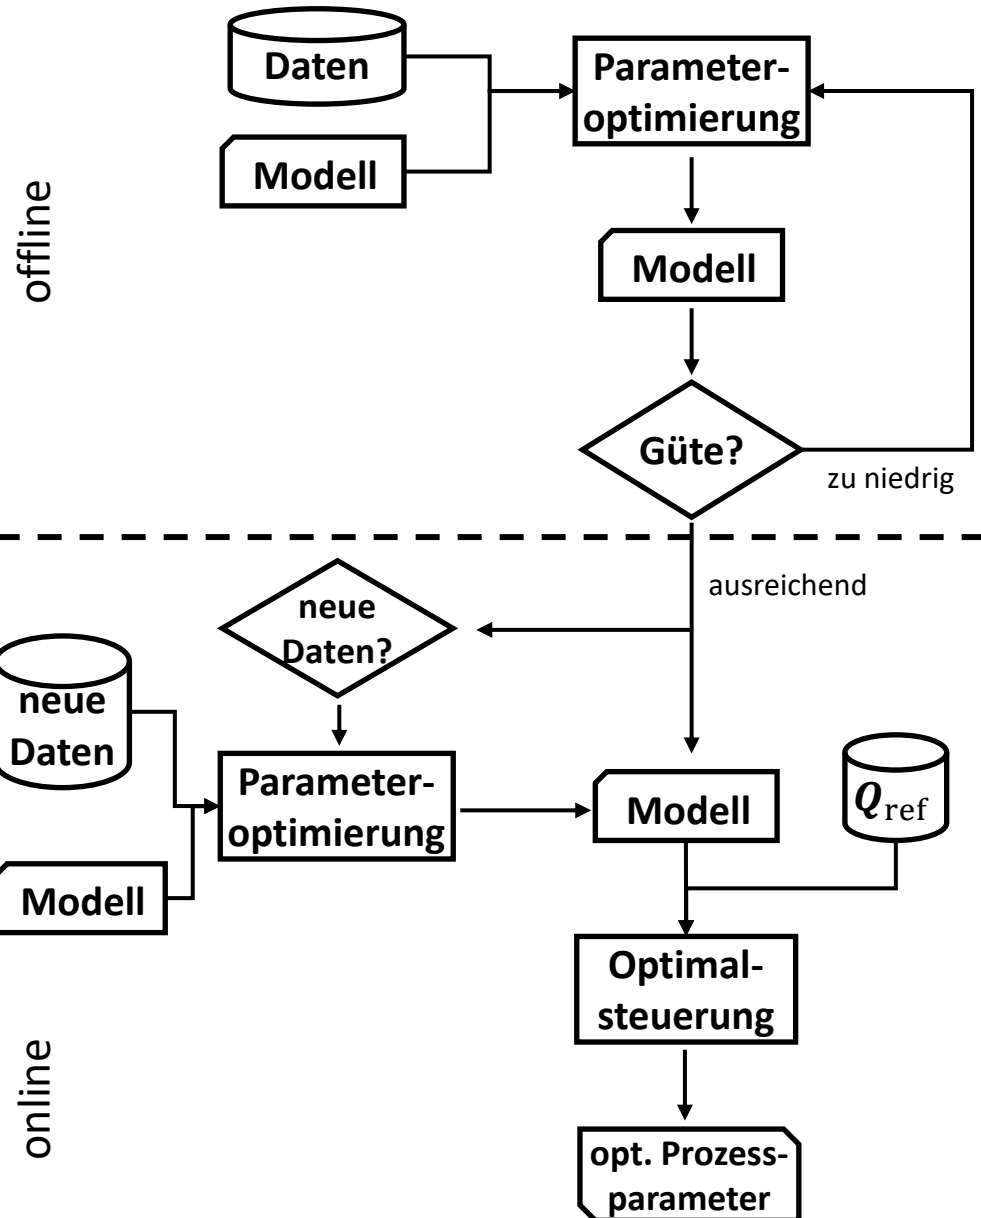 offline
Daten
Modell
Parameter-
optimierung
Modell
Güte?
zu niedrig
ausreichend
neue
Daten?
neue
Daten
Modell
Parameter-
optimierung
Modell
Q_ref
Optimal-
steuerung
online
opt. Prozess-
parameter